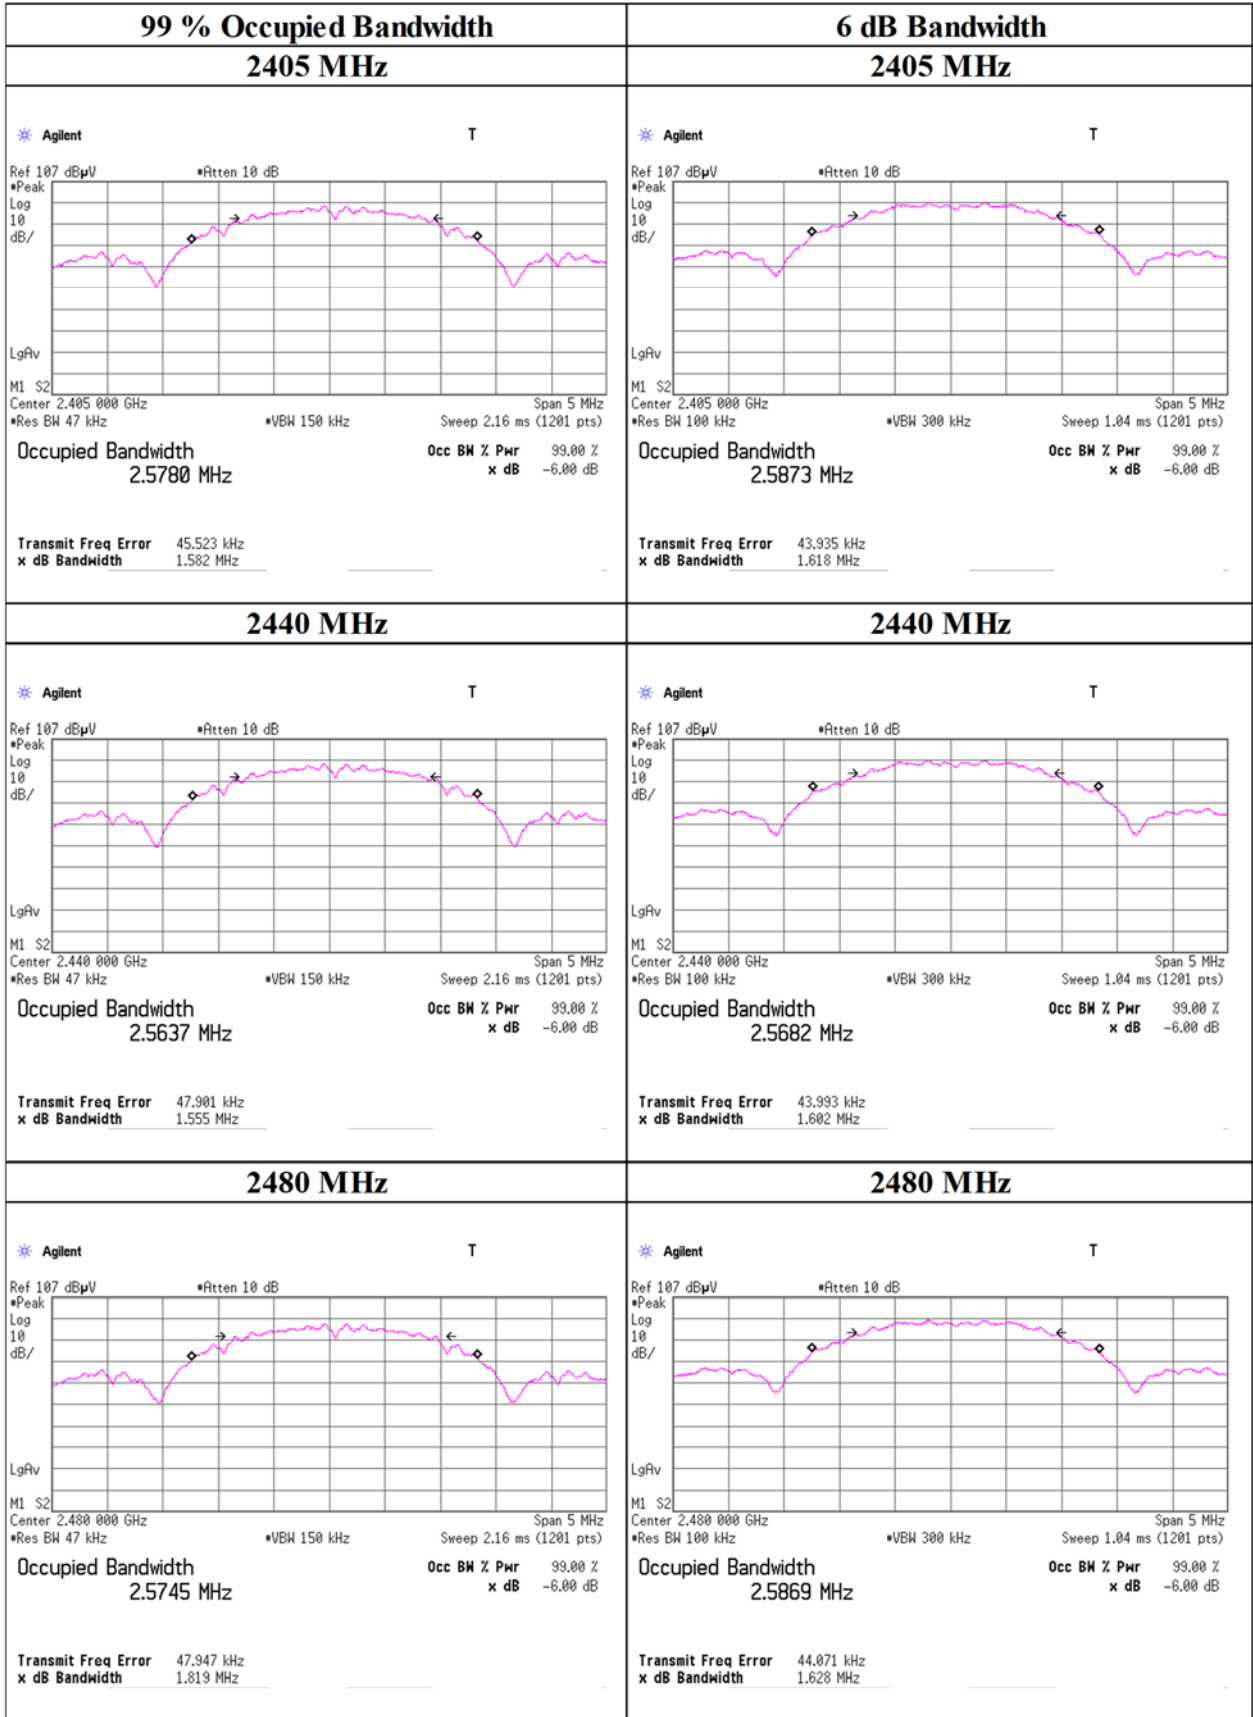 99 % Occupied Bandwidth
6 dB Bandwidth
2405 MHz
2405 MHz
Agilent
T
Ref 107 dBµV #Atten 10 dB
#Peak
Log
10
dB/
LgAv
M1 S2
Center 2.405 000 GHz Span 5 MHz
#Res BW 47 kHz #VBW 150 kHz Sweep 2.16 ms (1201 pts)
Occupied Bandwidth Occ BW % Pwr 99.00 %
2.5780 MHz x dB -6.00 dB
Transmit Freq Error 45.523 kHz
x dB Bandwidth 1.582 MHz
Agilent
T
Ref 107 dBµV #Atten 10 dB
#Peak
Log
10
dB/
LgAv
M1 S2
Center 2.405 000 GHz Span 5 MHz
#Res BW 100 kHz #VBW 300 kHz Sweep 1.04 ms (1201 pts)
Occupied Bandwidth Occ BW % Pwr 99.00 %
2.5873 MHz x dB -6.00 dB
Transmit Freq Error 43.935 kHz
x dB Bandwidth 1.618 MHz
2440 MHz
2440 MHz
Agilent
T
Ref 107 dBµV #Atten 10 dB
#Peak
Log
10
dB/
LgAv
M1 S2
Center 2.440 000 GHz Span 5 MHz
#Res BW 47 kHz #VBW 150 kHz Sweep 2.16 ms (1201 pts)
Occupied Bandwidth Occ BW % Pwr 99.00 %
2.5637 MHz x dB -6.00 dB
Transmit Freq Error 47.901 kHz
x dB Bandwidth 1.555 MHz
Agilent
T
Ref 107 dBµV #Atten 10 dB
#Peak
Log
10
dB/
LgAv
M1 S2
Center 2.440 000 GHz Span 5 MHz
#Res BW 100 kHz #VBW 300 kHz Sweep 1.04 ms (1201 pts)
Occupied Bandwidth Occ BW % Pwr 99.00 %
2.5682 MHz x dB -6.00 dB
Transmit Freq Error 43.993 kHz
x dB Bandwidth 1.602 MHz
2480 MHz
2480 MHz
Agilent
T
Ref 107 dBµV #Atten 10 dB
#Peak
Log
10
dB/
LgAv
M1 S2
Center 2.480 000 GHz Span 5 MHz
#Res BW 47 kHz #VBW 150 kHz Sweep 2.16 ms (1201 pts)
Occupied Bandwidth Occ BW % Pwr 99.00 %
2.5745 MHz x dB -6.00 dB
Transmit Freq Error 47.947 kHz
x dB Bandwidth 1.819 MHz
Agilent
T
Ref 107 dBµV #Atten 10 dB
#Peak
Log
10
dB/
LgAv
M1 S2
Center 2.480 000 GHz Span 5 MHz
#Res BW 100 kHz #VBW 300 kHz Sweep 1.04 ms (1201 pts)
Occupied Bandwidth Occ BW % Pwr 99.00 %
2.5869 MHz x dB -6.00 dB
Transmit Freq Error 44.071 kHz
x dB Bandwidth 1.628 MHz